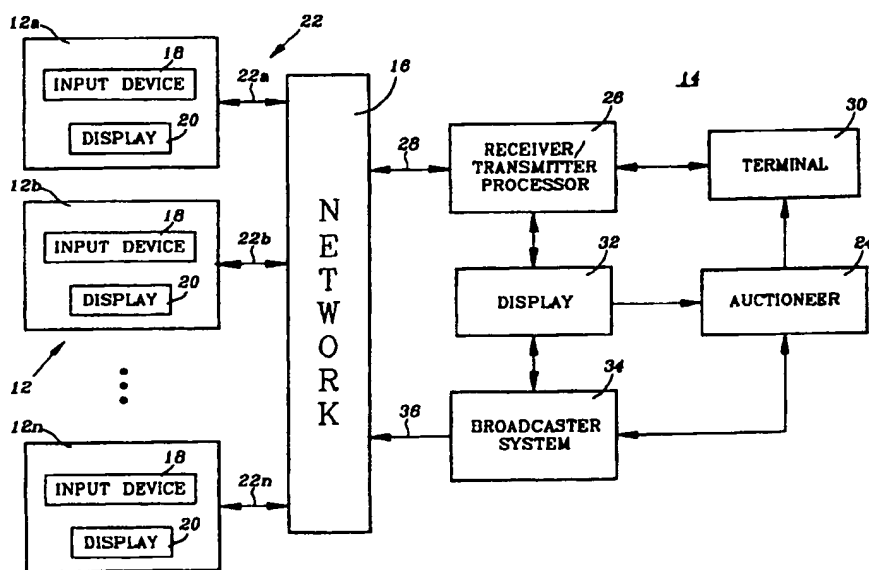 12a
22
18
INPUT DEVICE
22a
16
14
20
DISPLAY
26
RECEIVER/
TRANSMITTER
PROCESSOR
28
30
TERMINAL
12b
18
INPUT DEVICE
22b
20
DISPLAY
NETWORK
32
DISPLAY
24
AUCTIONEER
12
34
BROADCASTER
SYSTEM
36
12n
18
INPUT DEVICE
22n
20
DISPLAY